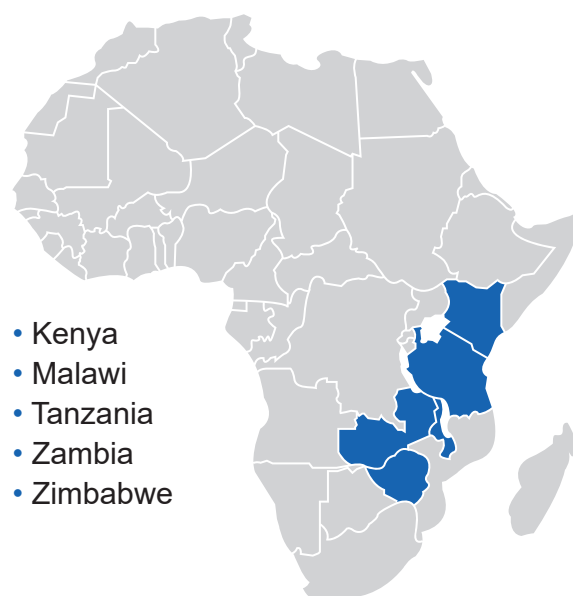 • Kenya
• Malawi
• Tanzania
• Zambia
• Zimbabwe